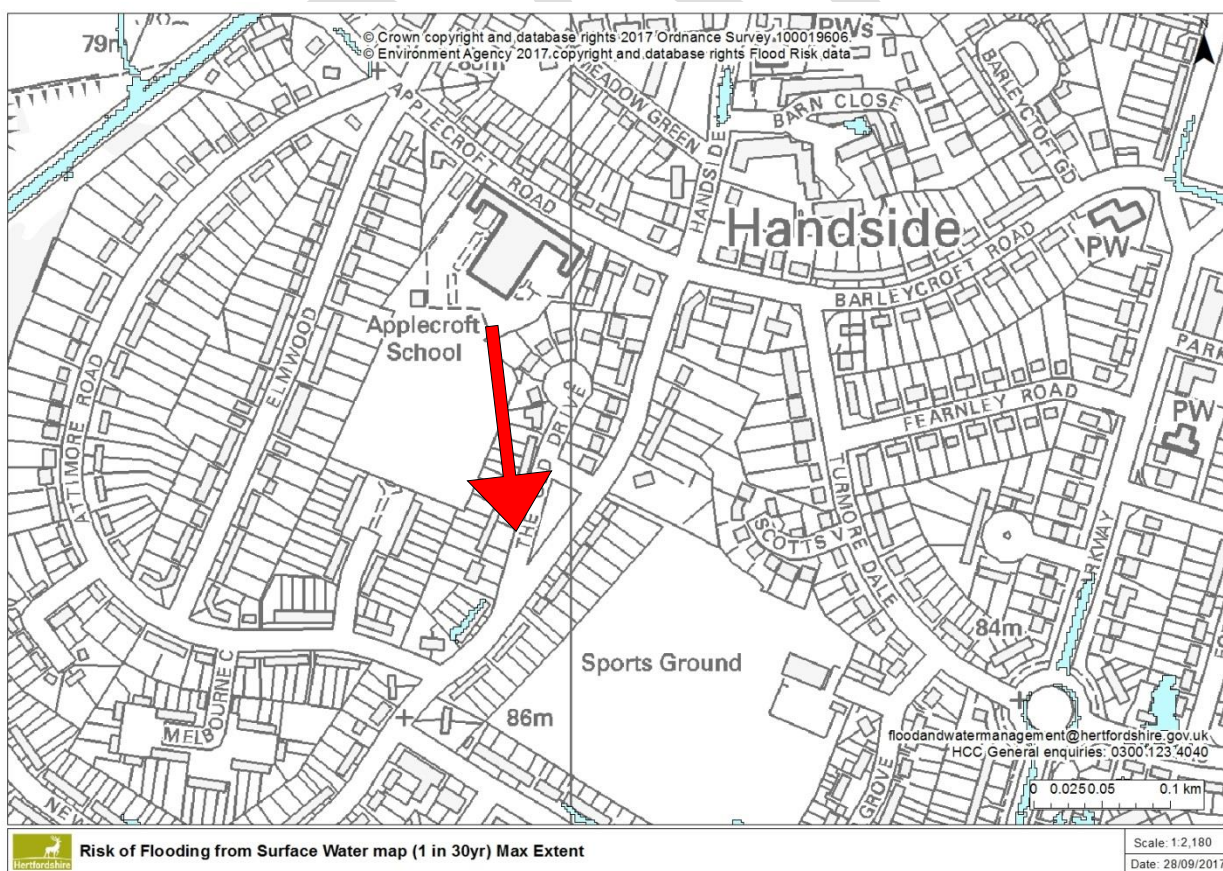 79m
© Crown copyright and database rights 2017 Ordnance Survey 100019606.
© Environment Agency 2017.copyright and database rights Flood Risk data
PWs
APPLECROFT ROAD
MEADOW GREEN
HANDSIDE
BARN CLOSE
HANDSIDE
Handside
PW
BARLEYCROFT ROAD
Applecroft
School
ELMWOOD
ATTIMORE ROAD
THE
DRIVE
FEARNLEY ROAD
PARK
PW
TURMORE DALE
SCOTTS V
RKWAY
84m
Sports Ground
MELBOURNE C
86m
NEW
GROVE
floodandwatermanagement@hertfordshire.gov.uk
HCC General enquiries: 0300 123 4040
0 0.025 0.05 0.1 km
Hertfordshire
Risk of Flooding from Surface Water map (1 in 30yr) Max Extent
Scale: 1:2,180
Date: 28/09/2017